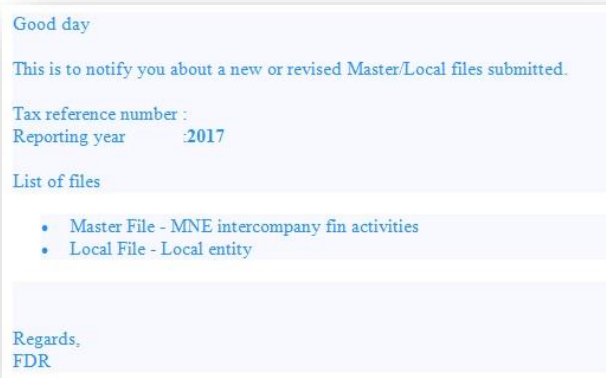 Good day
This is to notify you about a new or revised Master/Local files submitted.
Tax reference number :
Reporting year :2017
List of files
• Master File - MNE intercompany fin activities
• Local File - Local entity
Regards,
FDR